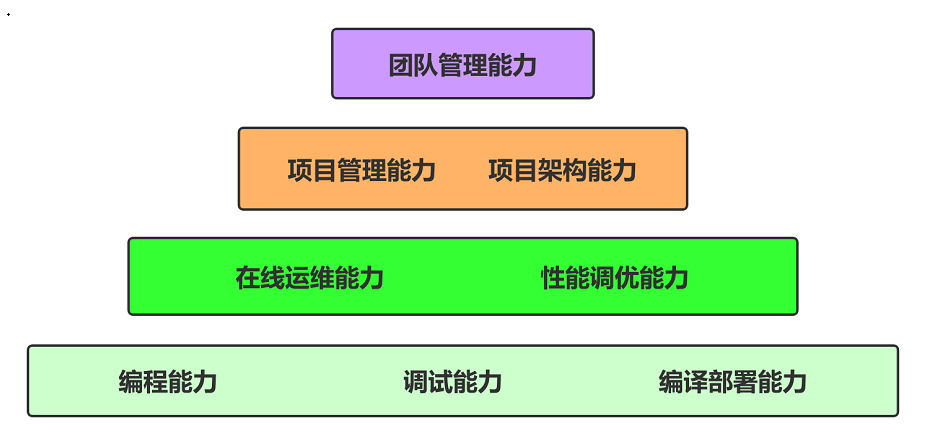 团队管理能力
项目管理能力 项目架构能力
在线运维能力 性能调优能力
编程能力 调试能力 编译部署能力